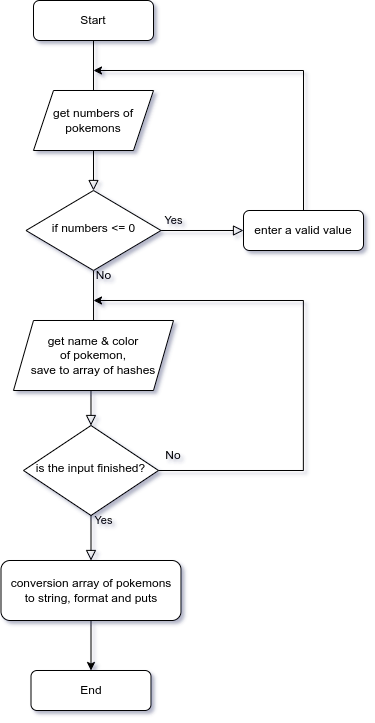 Start
get numbers of
pokemons
if numbers <= 0
Yes
enter a valid value
No
get name & color
of pokemon,
save to array of hashes
is the input finished?
No
Yes
conversion array of pokemons
to string, format and puts
End